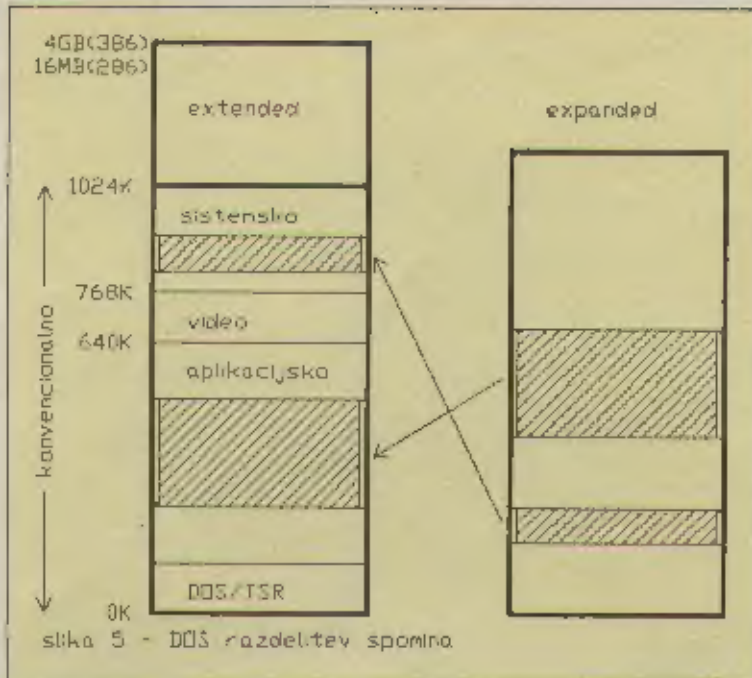 4GB(386)
16MB(286)
extended
expanded
1024K
sistemsko
768K
video
640K
aplikacijsko
konvencionalno
DOS/TSR
0K
slika 5 - DOS razdelitev spomina